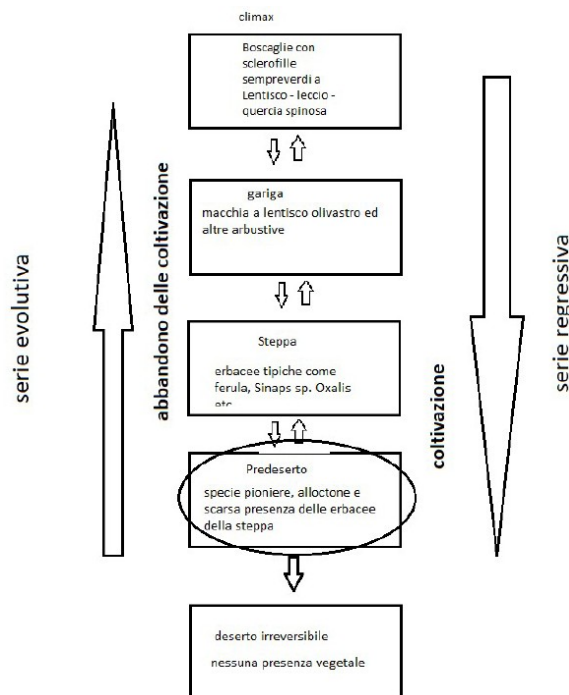 climax
Boscaglie con
sclerofille
sempreverdi a
Lentisco - leccio -
quercia spinosa
gariga
macchia a lentisco olivastro ed
altre arbustive
Steppa
erbacee tipiche come
ferula, Sinaps sp. Oxalis
etc
Predeserto
specie pioniere, alloctone e
scarsa presenza delle erbacee
della steppa
deserto irreversibile
nessuna presenza vegetale
serie evolutiva
abbandono delle coltivazione
coltivazione
serie regressiva